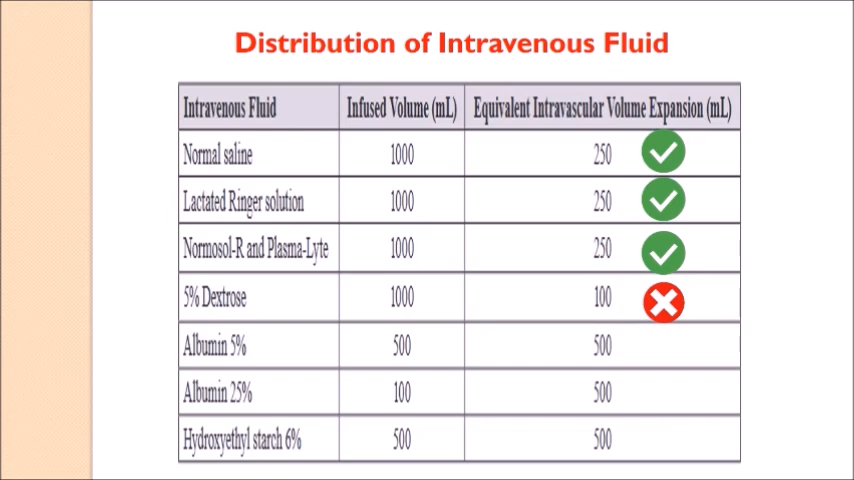 Distribution of Intravenous Fluid
Intravenous Fluid Infused Volume (mL) Equivalent Intravascular Volume Expansion (mL)
Normal saline 1000 250
Lactated Ringer solution 1000 250
Normosol-R and Plasma-Lyte 1000 250
5% Dextrose 1000 100
Albumin 5% 500 500
Albumin 25% 100 500
Hydroxyethyl starch 6% 500 500